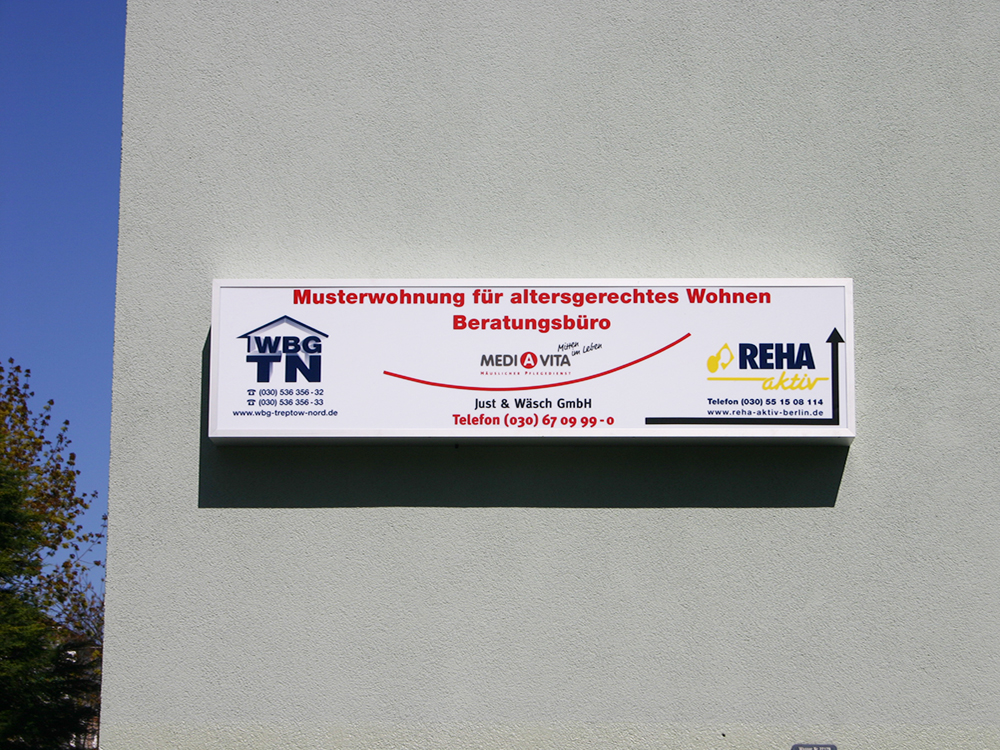 Musterwohnung für altersgerechtes Wohnen
Beratungsbüro
WBG
TN
☎ (030) 536 356 - 32
☎ (030) 536 356 - 33
www.wbg-treptow-nord.de
MEDI A VITA
Mitten
im Leben
HÄUSLICHER PFLEGEDIENST
Just & Wäsch GmbH
Telefon (030) 67 09 99 - 0
REHA
aktiv
Telefon (030) 55 15 08 114
www.reha-aktiv-berlin.de